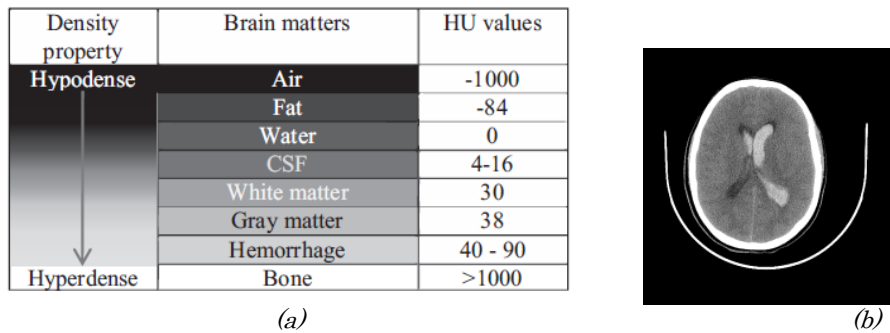 Density property Brain matters HU values
Hypodense Air -1000
Fat -84
Water 0
CSF 4-16
White matter 30
Gray matter 38
Hemorrhage 40 - 90
Hyperdense Bone >1000
(a) (b)